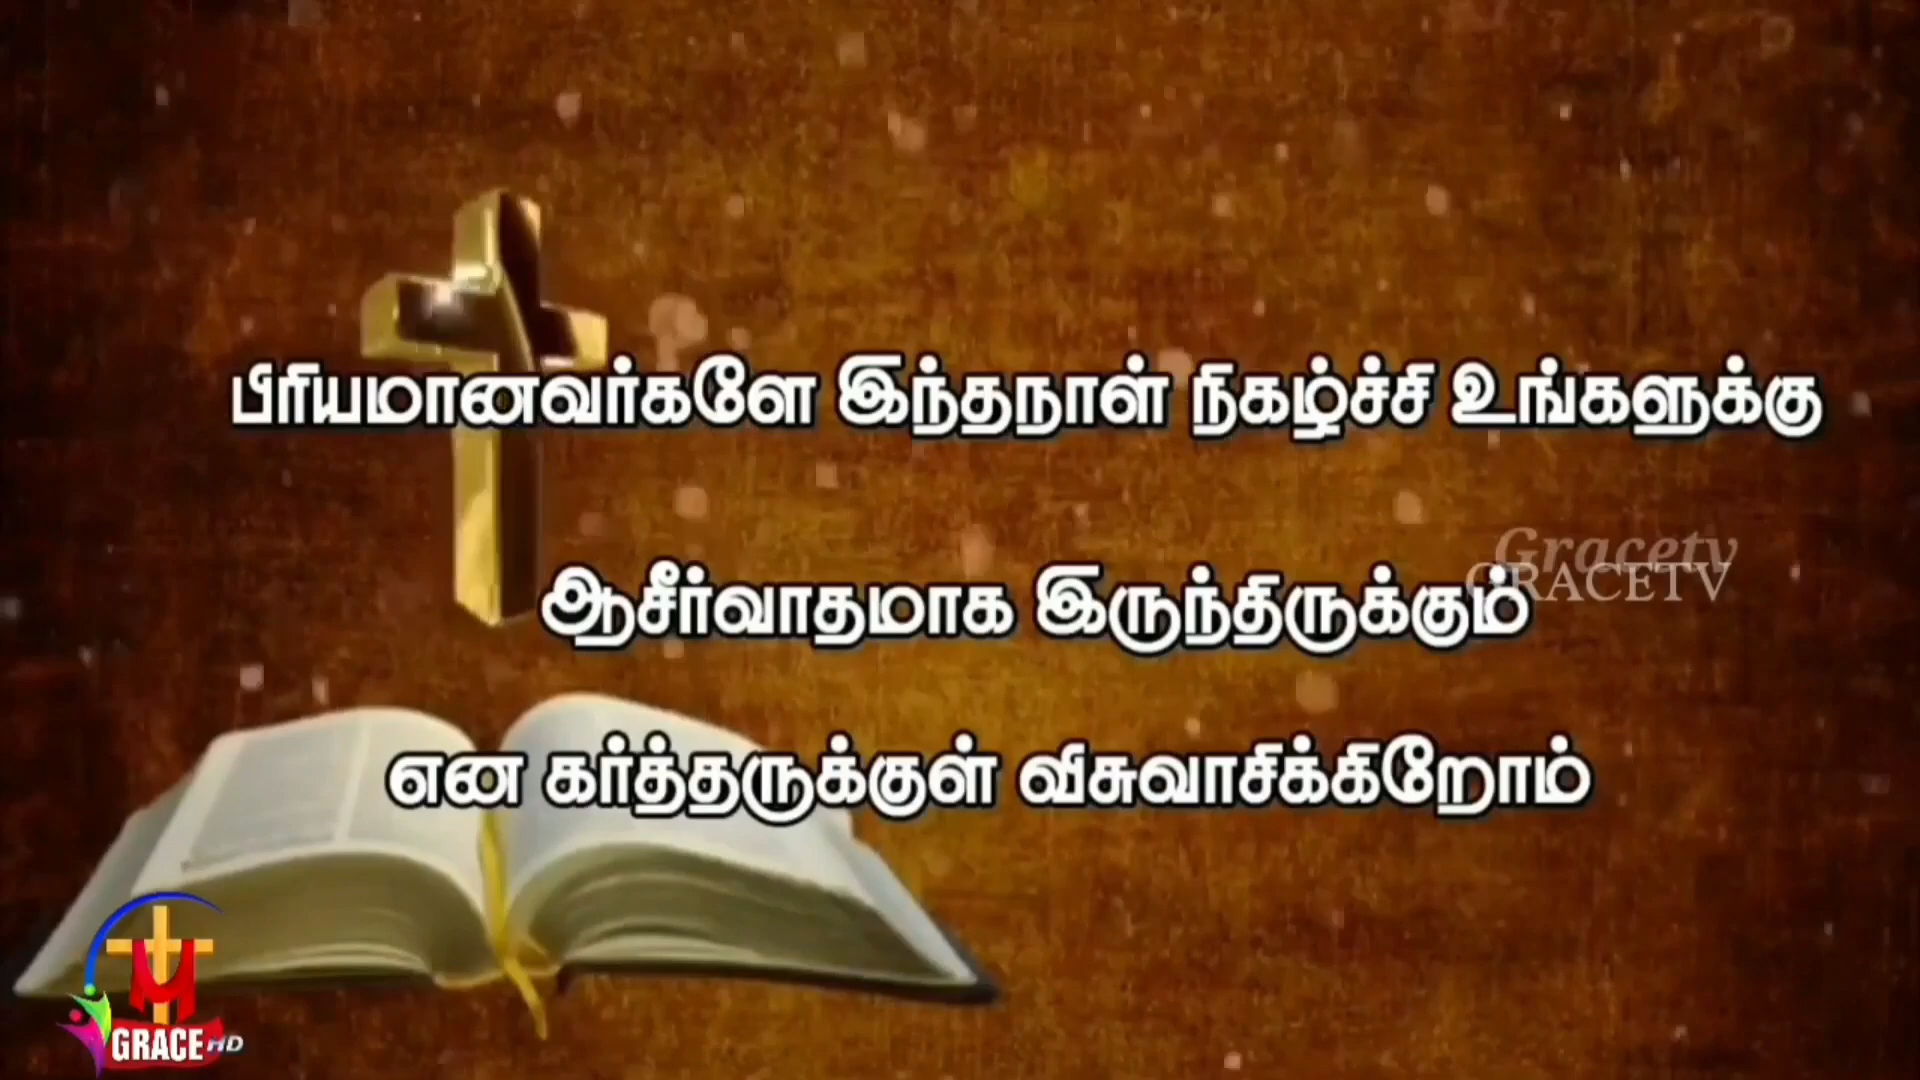 பிரியமானவர்களே இந்தநாள் நிகழ்ச்சி உங்களுக்கு
Gracetv
GRACETV
ஆசீர்வாதமாக இருந்திருக்கும்
என கர்த்தருக்குள் விசுவாசிக்கிறோம்
GRACE HD